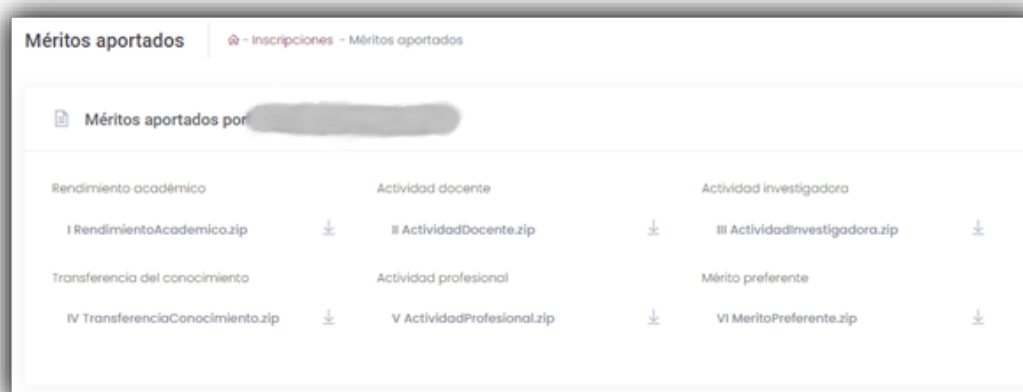 Méritos aportados - Inscripciones - Méritos aportados
Méritos aportados por
Rendimiento académico Actividad docente Actividad investigadora
I RendimientoAcademico.zip II ActividadDocente.zip III ActividadInvestigadora.zip
Transferencia del conocimiento Actividad profesional Mérito preferente
IV TransferenciaConocimiento.zip V ActividadProfesional.zip VI MeritoPreferente.zip